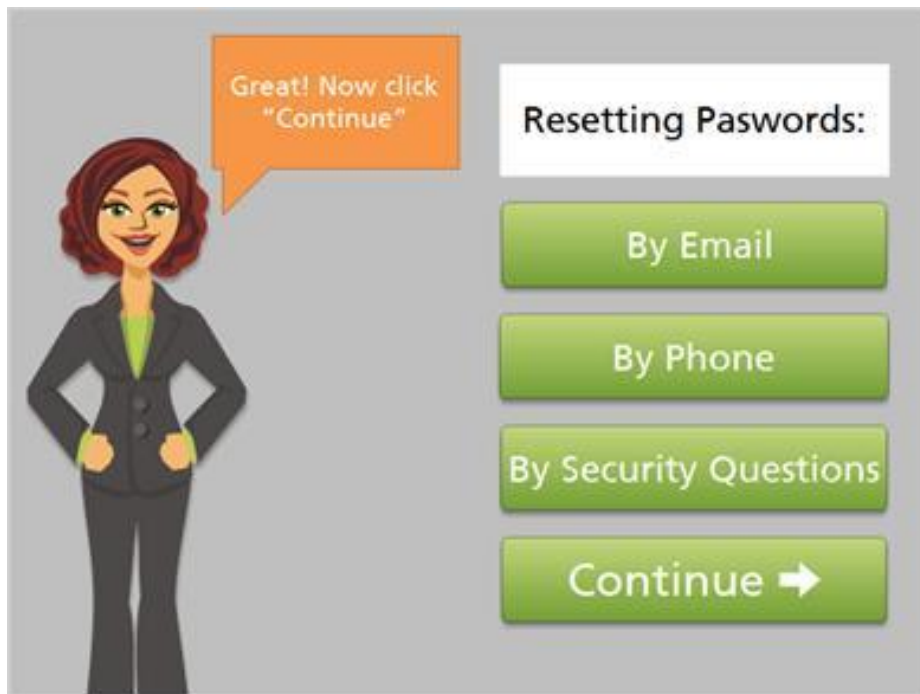 Great! Now click
"Continue"
Resetting Paswords:
By Email
By Phone
By Security Questions
Continue